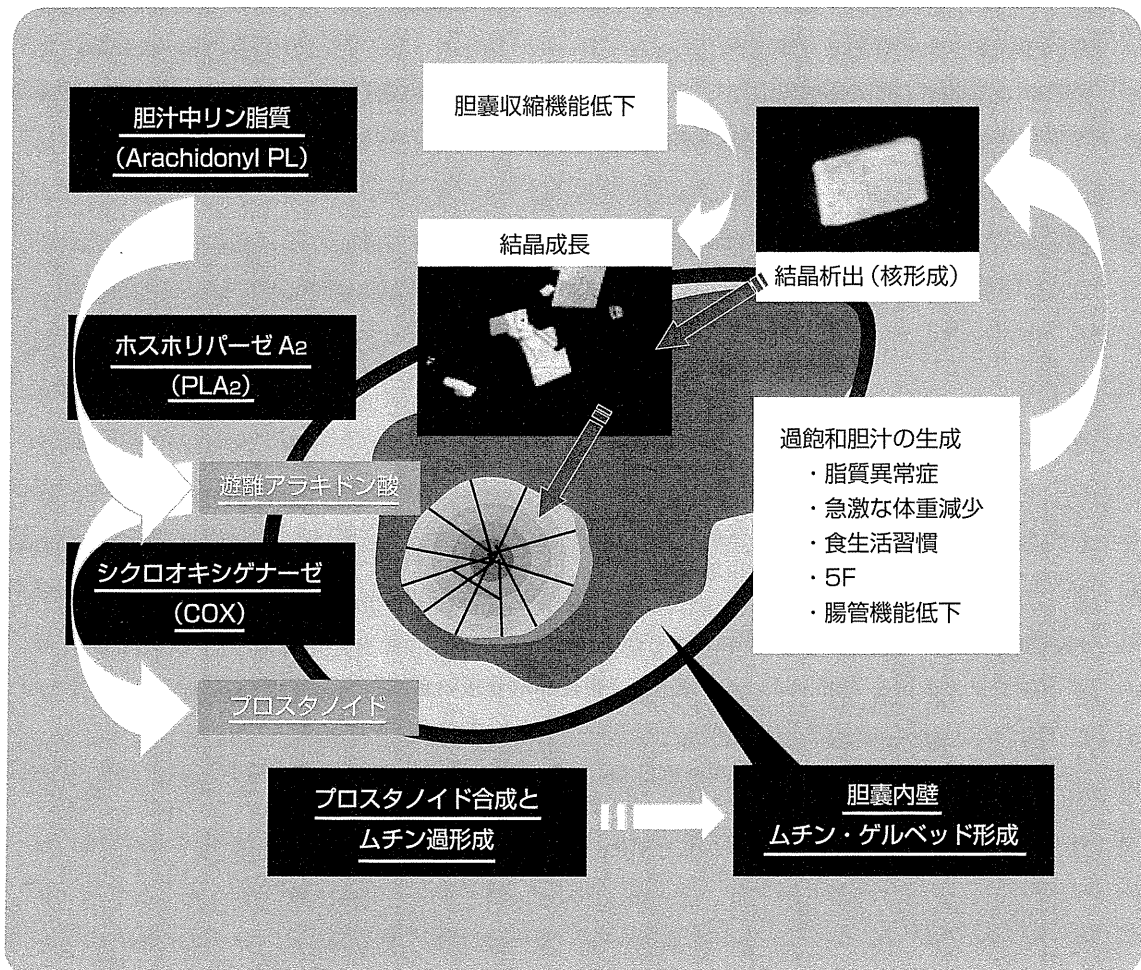 胆汁中リン脂質
(Arachidonyl PL)
ホスホリパーゼ A2
(PLA2)
遊離アラキドン酸
シクロオキシゲナーゼ
(COX)
プロスタノイド
胆嚢収縮機能低下
結晶成長
結晶析出(核形成)
過飽和胆汁の生成
・脂質異常症
・急激な体重減少
・食生活習慣
・5F
・腸管機能低下
プロスタノイド合成と
ムチン過形成
胆嚢内壁
ムチン・ゲルベッド形成